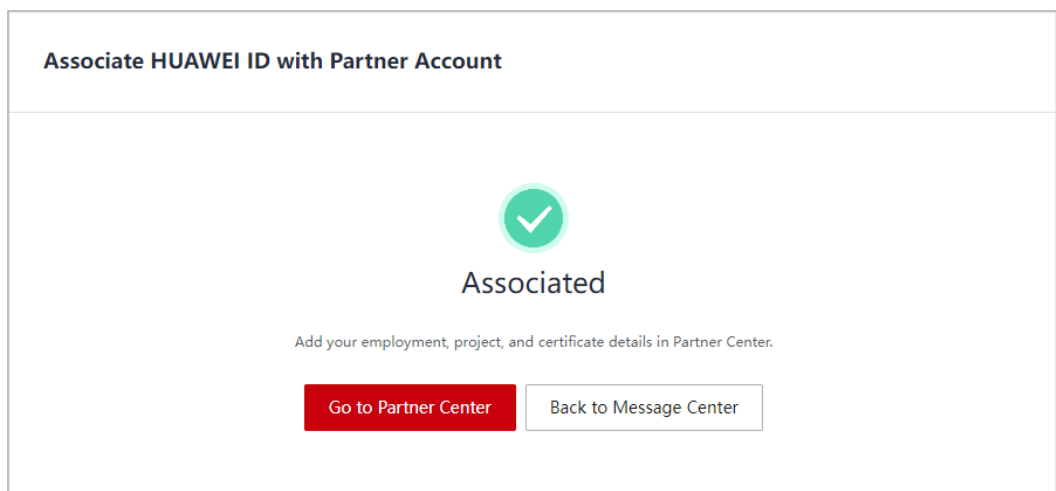 Associate HUAWEI ID with Partner Account
Associated
Add your employment, project, and certificate details in Partner Center.
Go to Partner Center
Back to Message Center